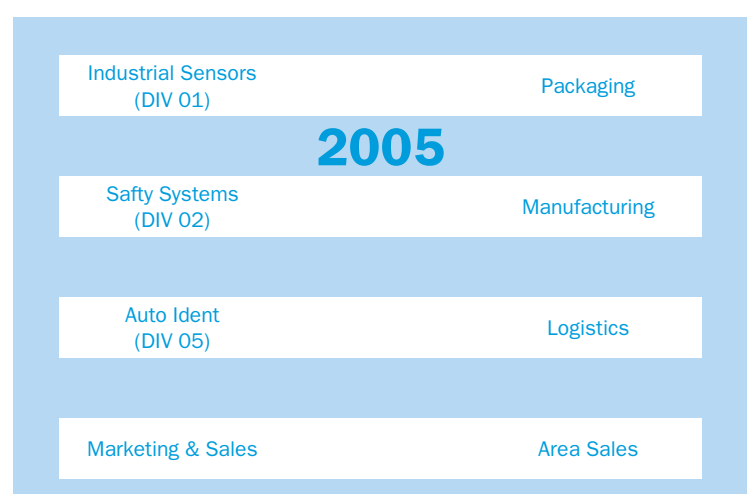 Industrial Sensors
(DIV 01)
Packaging
2005
Safty Systems
(DIV 02)
Manufacturing
Auto Ident
(DIV 05)
Logistics
Marketing & Sales
Area Sales